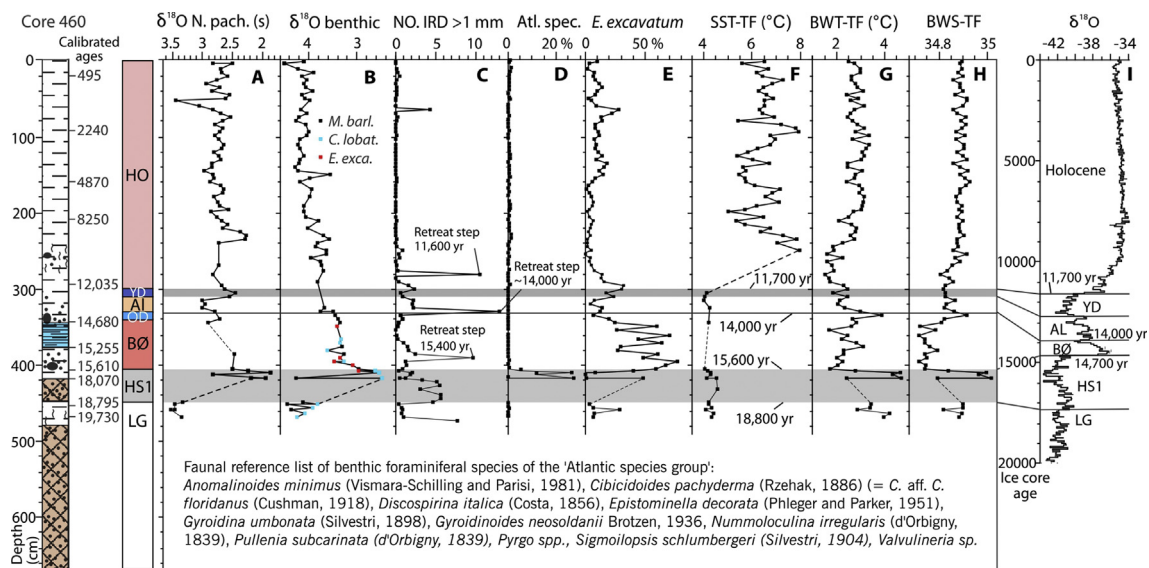 Core 460
δ18O N. pach. (s)
δ18O benthic
NO. IRD >1 mm
Atl. spec.
E. excavatum
SST-TF (°C)
BWT-TF (°C)
BWS-TF
δ18O
Calibrated
ages
3.5 3 2.5 2
4 3
0 5 10
0 20 %
0 50 %
4 6 8
2 4
34.8 35
-42 -38 -34
A B C D E F G H I
0
100
200
300
400
500
600
Depth
(cm)
495
2240
4870
8250
12,035
14,680
15,255
15,610
18,070
18,795
19,730
HO
YD
Al
OD
BØ
HS1
LG
M. barl.
C. lobat.
E. exca.
Retreat step
11,600 yr
Retreat step
~14,000 yr
Retreat step
15,400 yr
11,700 yr
14,000 yr
15,600 yr
18,800 yr
0
5000
10000
15000
20000
Ice core
age
Holocene
11,700 yr
YD
AL
14,000 yr
BØ
14,700 yr
HS1
LG
Faunal reference list of benthic foraminiferal species of the 'Atlantic species group':
Anomalinoides minimus (Vismara-Schilling and Parisi, 1981), Cibicidoides pachyderma (Rzehak, 1886) (= C. aff. C.
floridanus (Cushman, 1918), Discospirina italica (Costa, 1856), Epistominella decorata (Phleger and Parker, 1951),
Gyroidina umbonata (Silvestri, 1898), Gyroidinoides neosoldanii Brotzen, 1936, Nummoloculina irregularis (d'Orbigny,
1839), Pullenia subcarinata (d'Orbigny, 1839), Pyrgo spp., Sigmoilopsis schlumbergeri (Silvestri, 1904), Valvulineria sp.